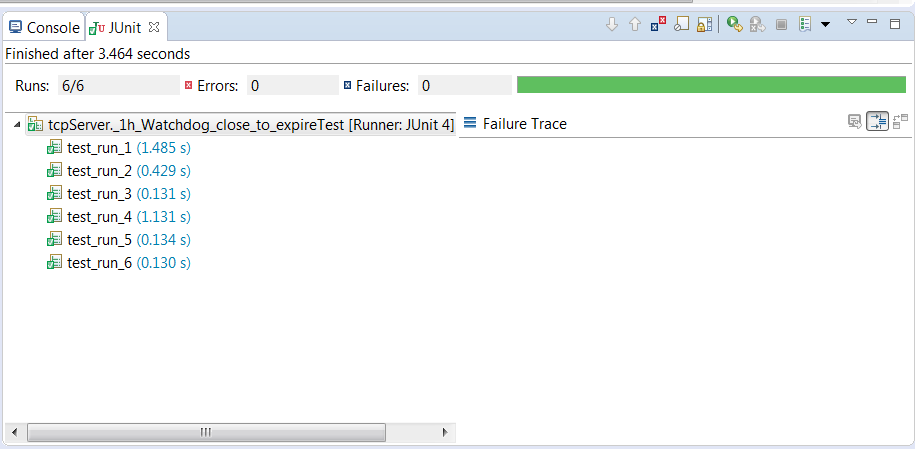 Console JUnit
Finished after 3.464 seconds
Runs: 6/6 Errors: 0 Failures: 0
tcpServer._1h_Watchdog_close_to_expireTest [Runner: JUnit 4] Failure Trace
test_run_1 (1.485 s)
test_run_2 (0.429 s)
test_run_3 (0.131 s)
test_run_4 (1.131 s)
test_run_5 (0.134 s)
test_run_6 (0.130 s)